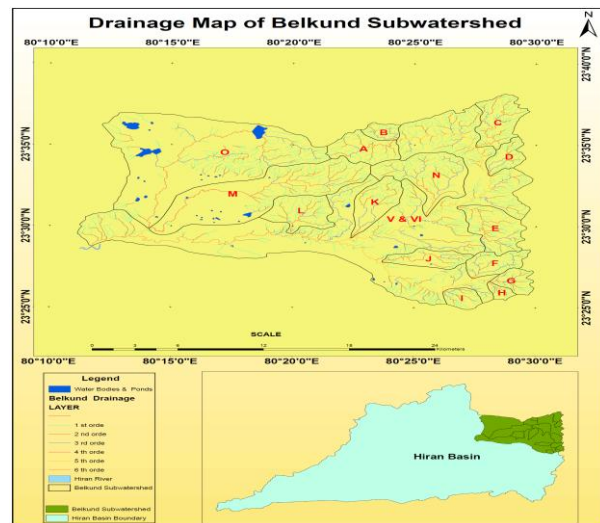 Drainage Map of Belkund Subwatershed
N
80°10'0"E 80°15'0"E 80°20'0"E 80°25'0"E 80°30'0"E
23°40'0"N
23°35'0"N
23°30'0"N
23°25'0"N
23°40'0"N
23°35'0"N
23°30'0"N
23°25'0"N
A
B
C
D
E
F
G
H
I
J
K
L
M
N
O
V & VI
SCALE
0 3 6 12 18 24
Kilometers
80°10'0"E 80°15'0"E 80°20'0"E 80°25'0"E 80°30'0"E
Legend
Water Bodies & Ponds
Belkund Drainage
LAYER
1 st orde
2 nd orde
3 rd orde
4 th orde
5 th orde
6 th orde
Hiran River
Belkund Subwatershed
Belkund Subwatershed
Hiran Basin Boundary
Hiran Basin